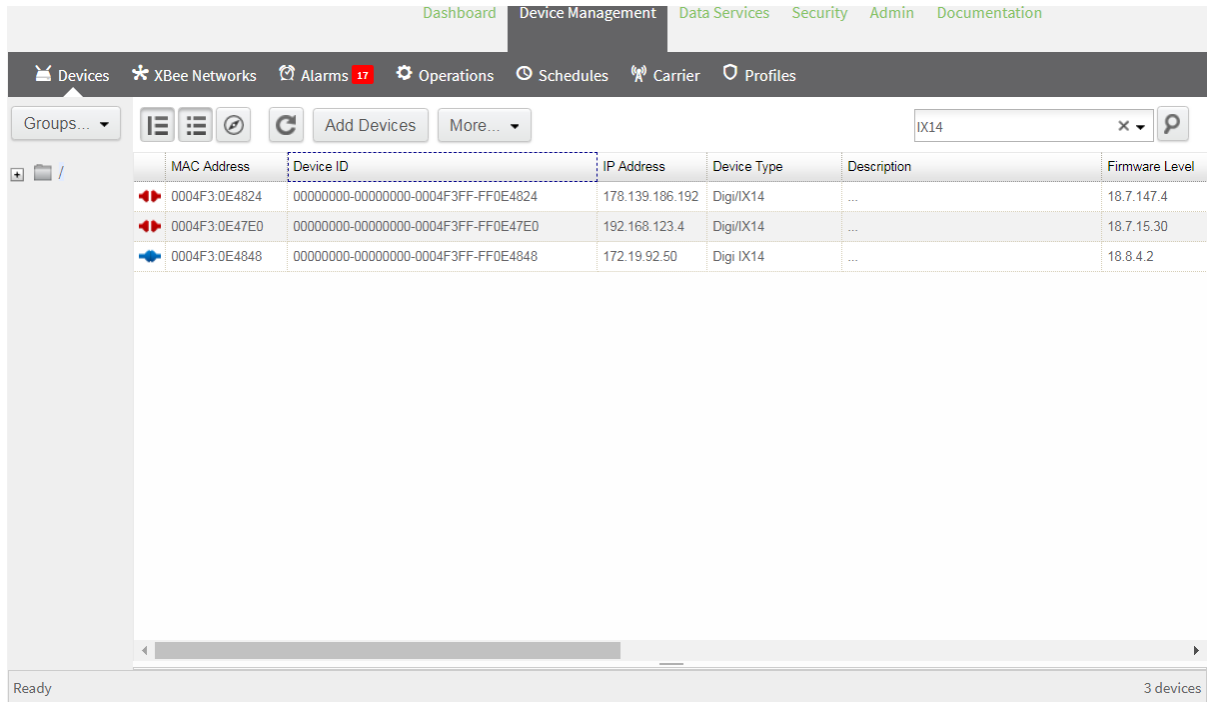 Dashboard Device Management Data Services Security Admin Documentation
Devices XBee Networks Alarms 17 Operations Schedules Carrier Profiles
Groups... Add Devices More... IX14
/
MAC Address Device ID IP Address Device Type Description Firmware Level
0004F3:0E4824 00000000-00000000-0004F3FF-FF0E4824 178.139.186.192 Digi/IX14 ... 18.7.147.4
0004F3:0E47E0 00000000-00000000-0004F3FF-FF0E47E0 192.168.123.4 Digi/IX14 ... 18.7.15.30
0004F3:0E4848 00000000-00000000-0004F3FF-FF0E4848 172.19.92.50 Digi IX14 ... 18.8.4.2
Ready 3 devices